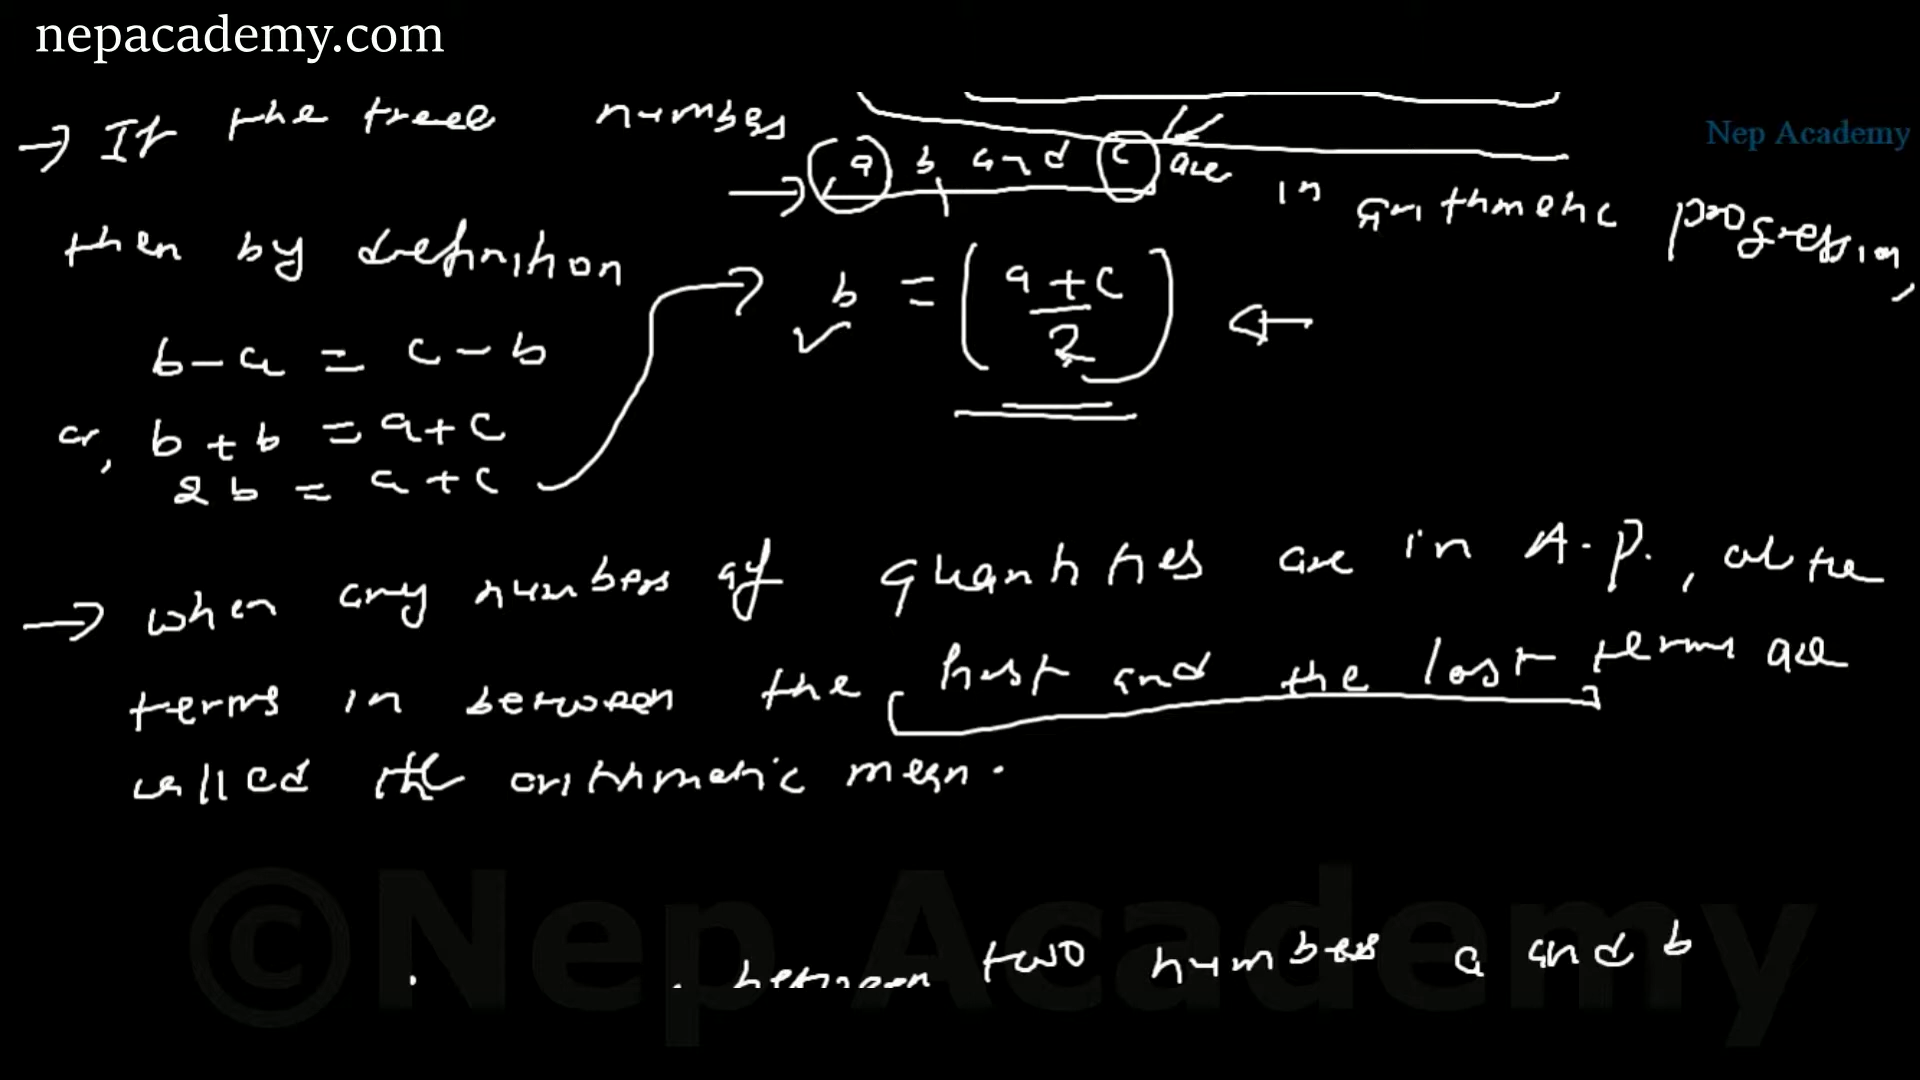 nepacademy.com
Nep Academy
→ If the treee numbers a, b, and c are in arithmetic progression,
then by definition
b = (a+c/2)
b - a = c - b
or, b + b = a + c
2b = a + c
→ when any numbers of quantities are in A.P., all the
terms in between the first and the last terms are
called the arithmetic mean.
between two numbers a and b
©Nep Academy